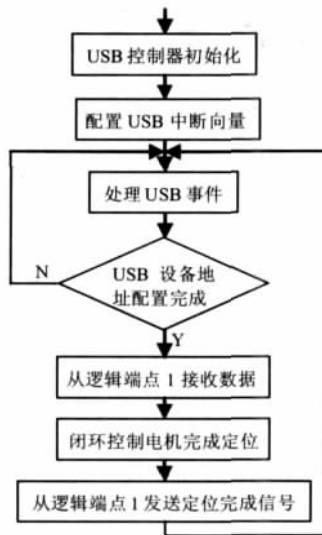 USB 控制器初始化
配置 USB 中断向量
处理 USB 事件
N
USB 设备地
址配置完成
Y
从逻辑端点 1 接收数据
闭环控制电机完成定位
从逻辑端点 1 发送定位完成信号